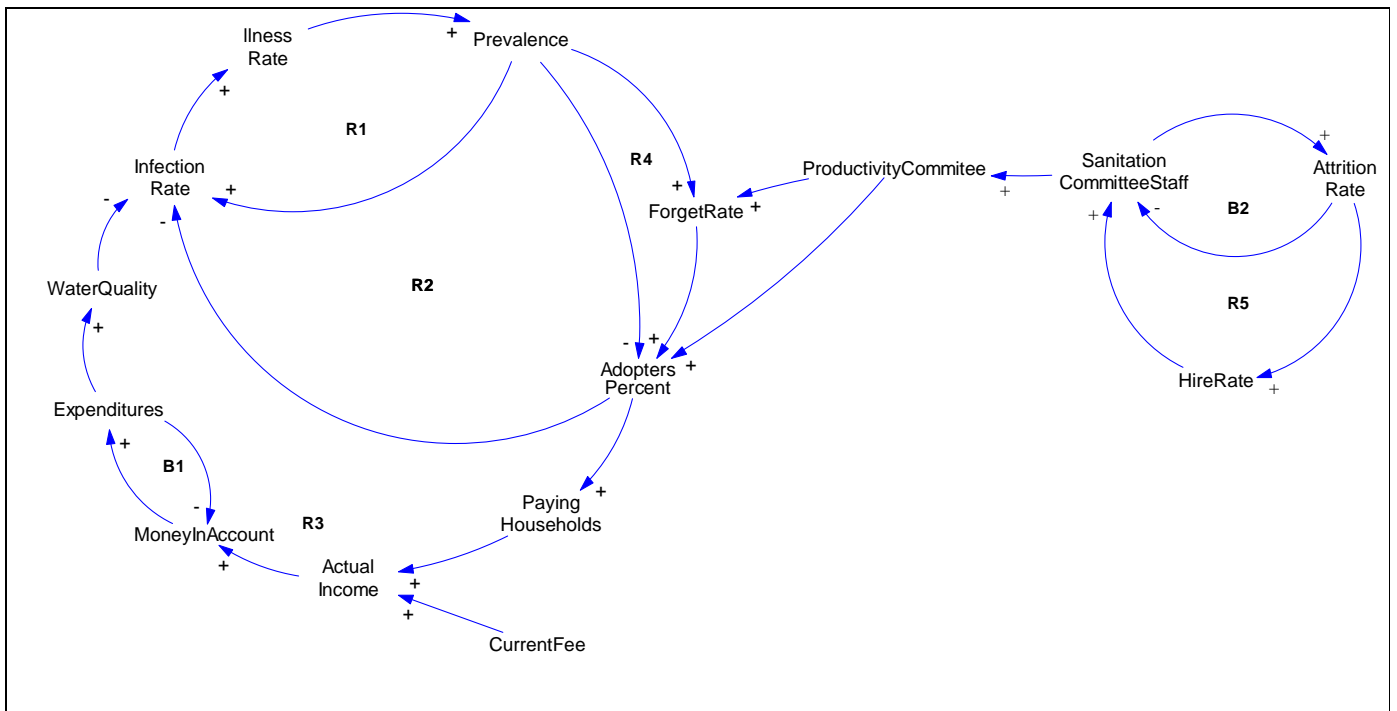 Ilness
Rate
+
Prevalence
+
R1
R4
Infection
Rate
+
-
-
ProductivityCommitee
+
ForgetRate
+
Sanitation
CommitteeStaff
+
+
-
+
Attrition
Rate
B2
R5
HireRate
+
WaterQuality
+
R2
-
+
+
Adopters
Percent
Expenditures
+
B1
-
MoneyInAccount
+
R3
Paying
Households
+
Actual
Income
+
+
CurrentFee